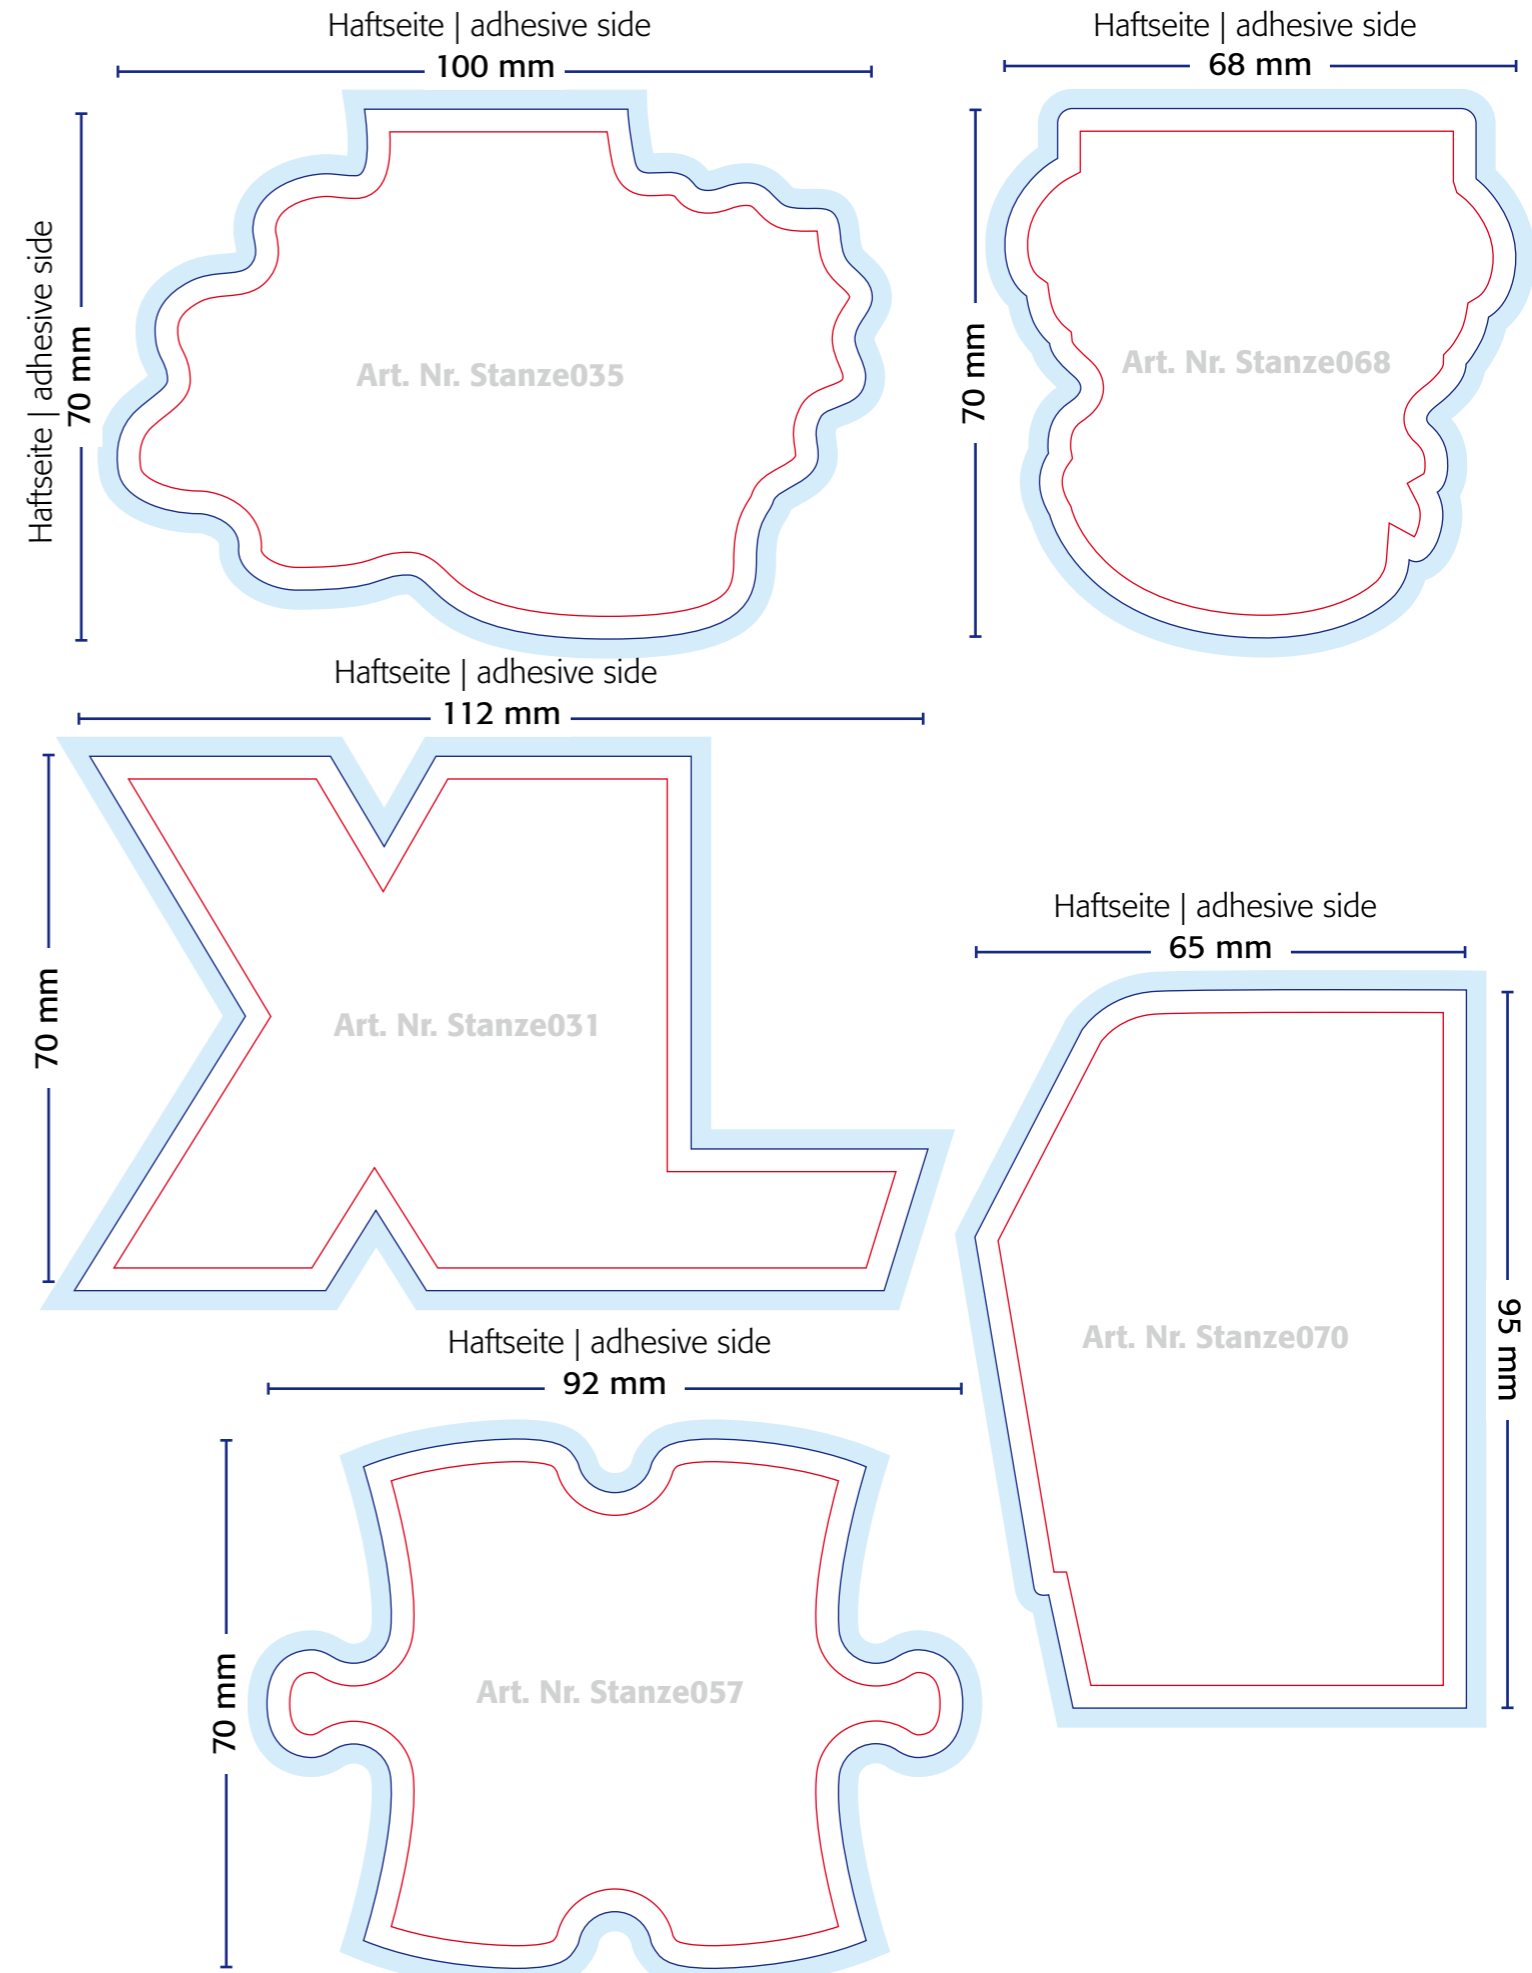 Haftseite | adhesive side
100 mm
Haftseite | adhesive side
70 mm
Art. Nr. Stanze035
Haftseite | adhesive side
68 mm
70 mm
Art. Nr. Stanze068
Haftseite | adhesive side
112 mm
70 mm
Art. Nr. Stanze031
Haftseite | adhesive side
65 mm
Art. Nr. Stanze070
95 mm
Haftseite | adhesive side
92 mm
70 mm
Art. Nr. Stanze057